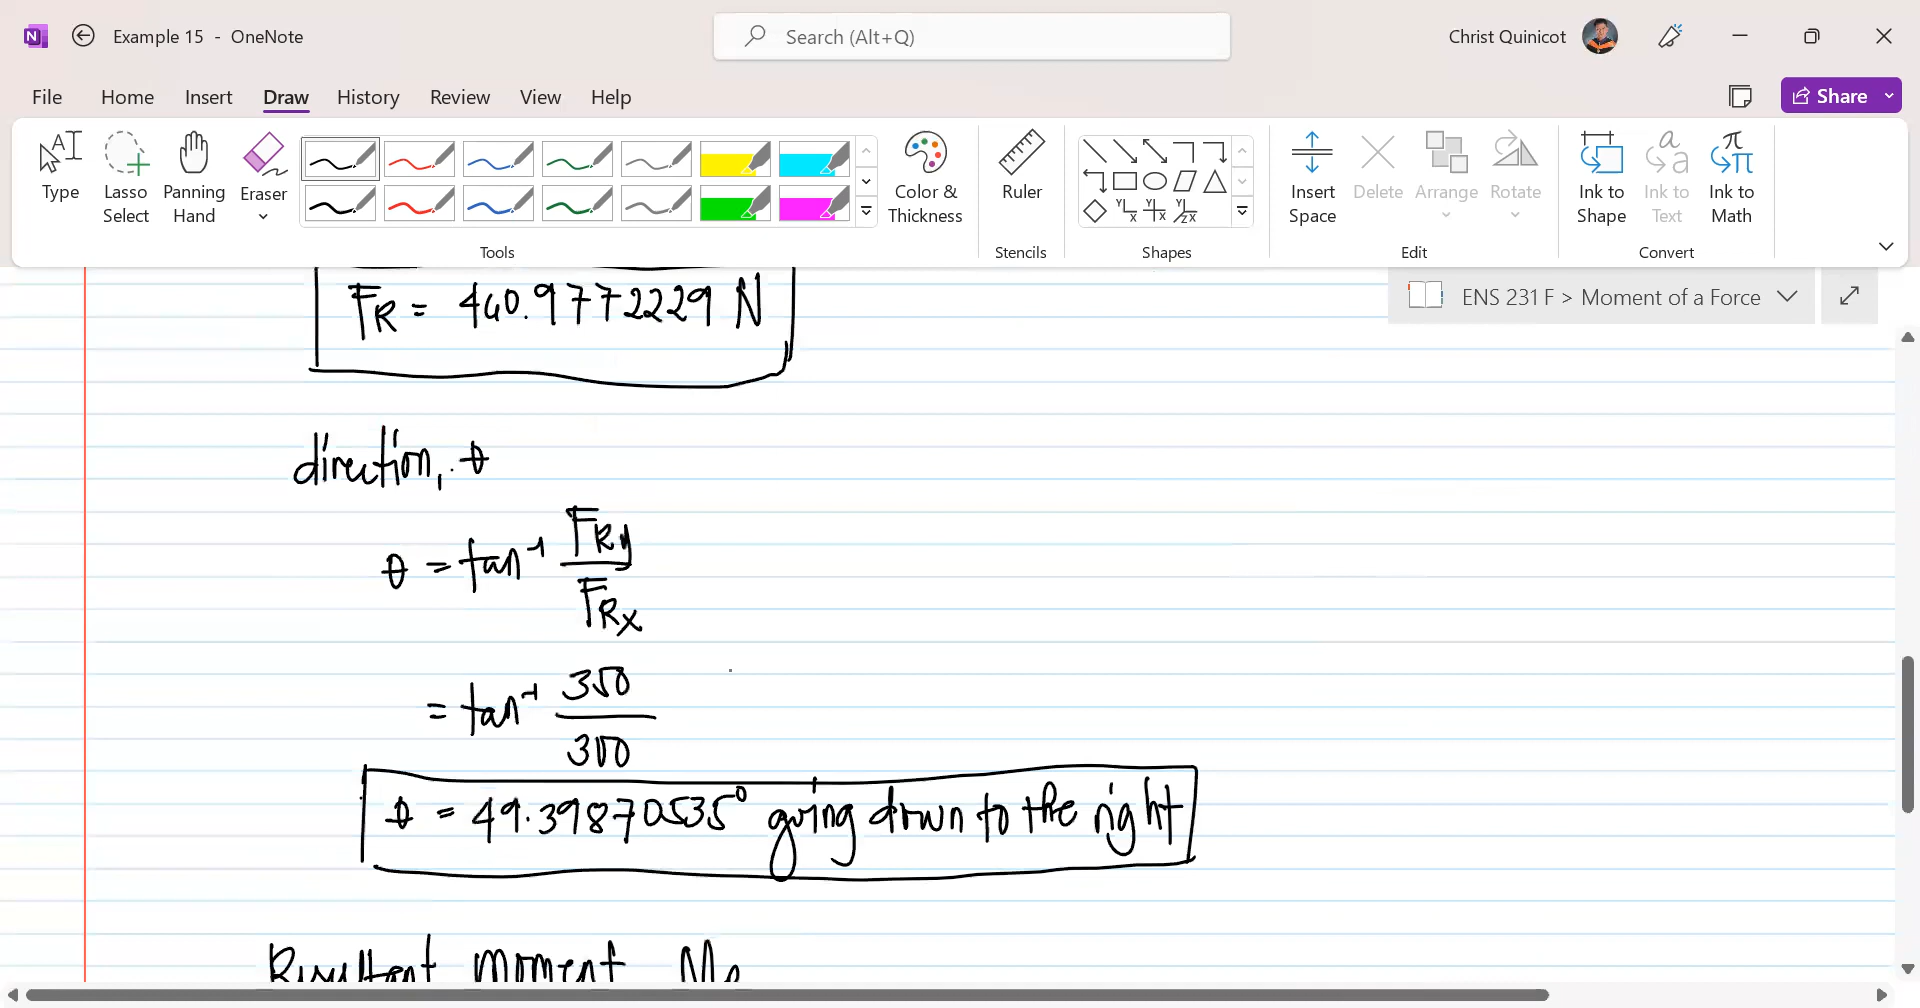 Example 15 - OneNote
Search (Alt+Q)
Christ Quinicot
File Home Insert Draw History Review View Help
Share
Type
Lasso Select
Panning Hand
Eraser
Color & Thickness
Ruler
Insert Space
Delete
Arrange
Rotate
Ink to Shape
Ink to Text
Ink to Math
Tools
Stencils
Shapes
Edit
Convert
ENS 231 F > Moment of a Force
FR = 460.9772229 N
direction, θ
θ = tan⁻¹ FRy / FRx
= tan⁻¹ 350 / 300
θ = 49.39870535° going down to the right
Resultant moment